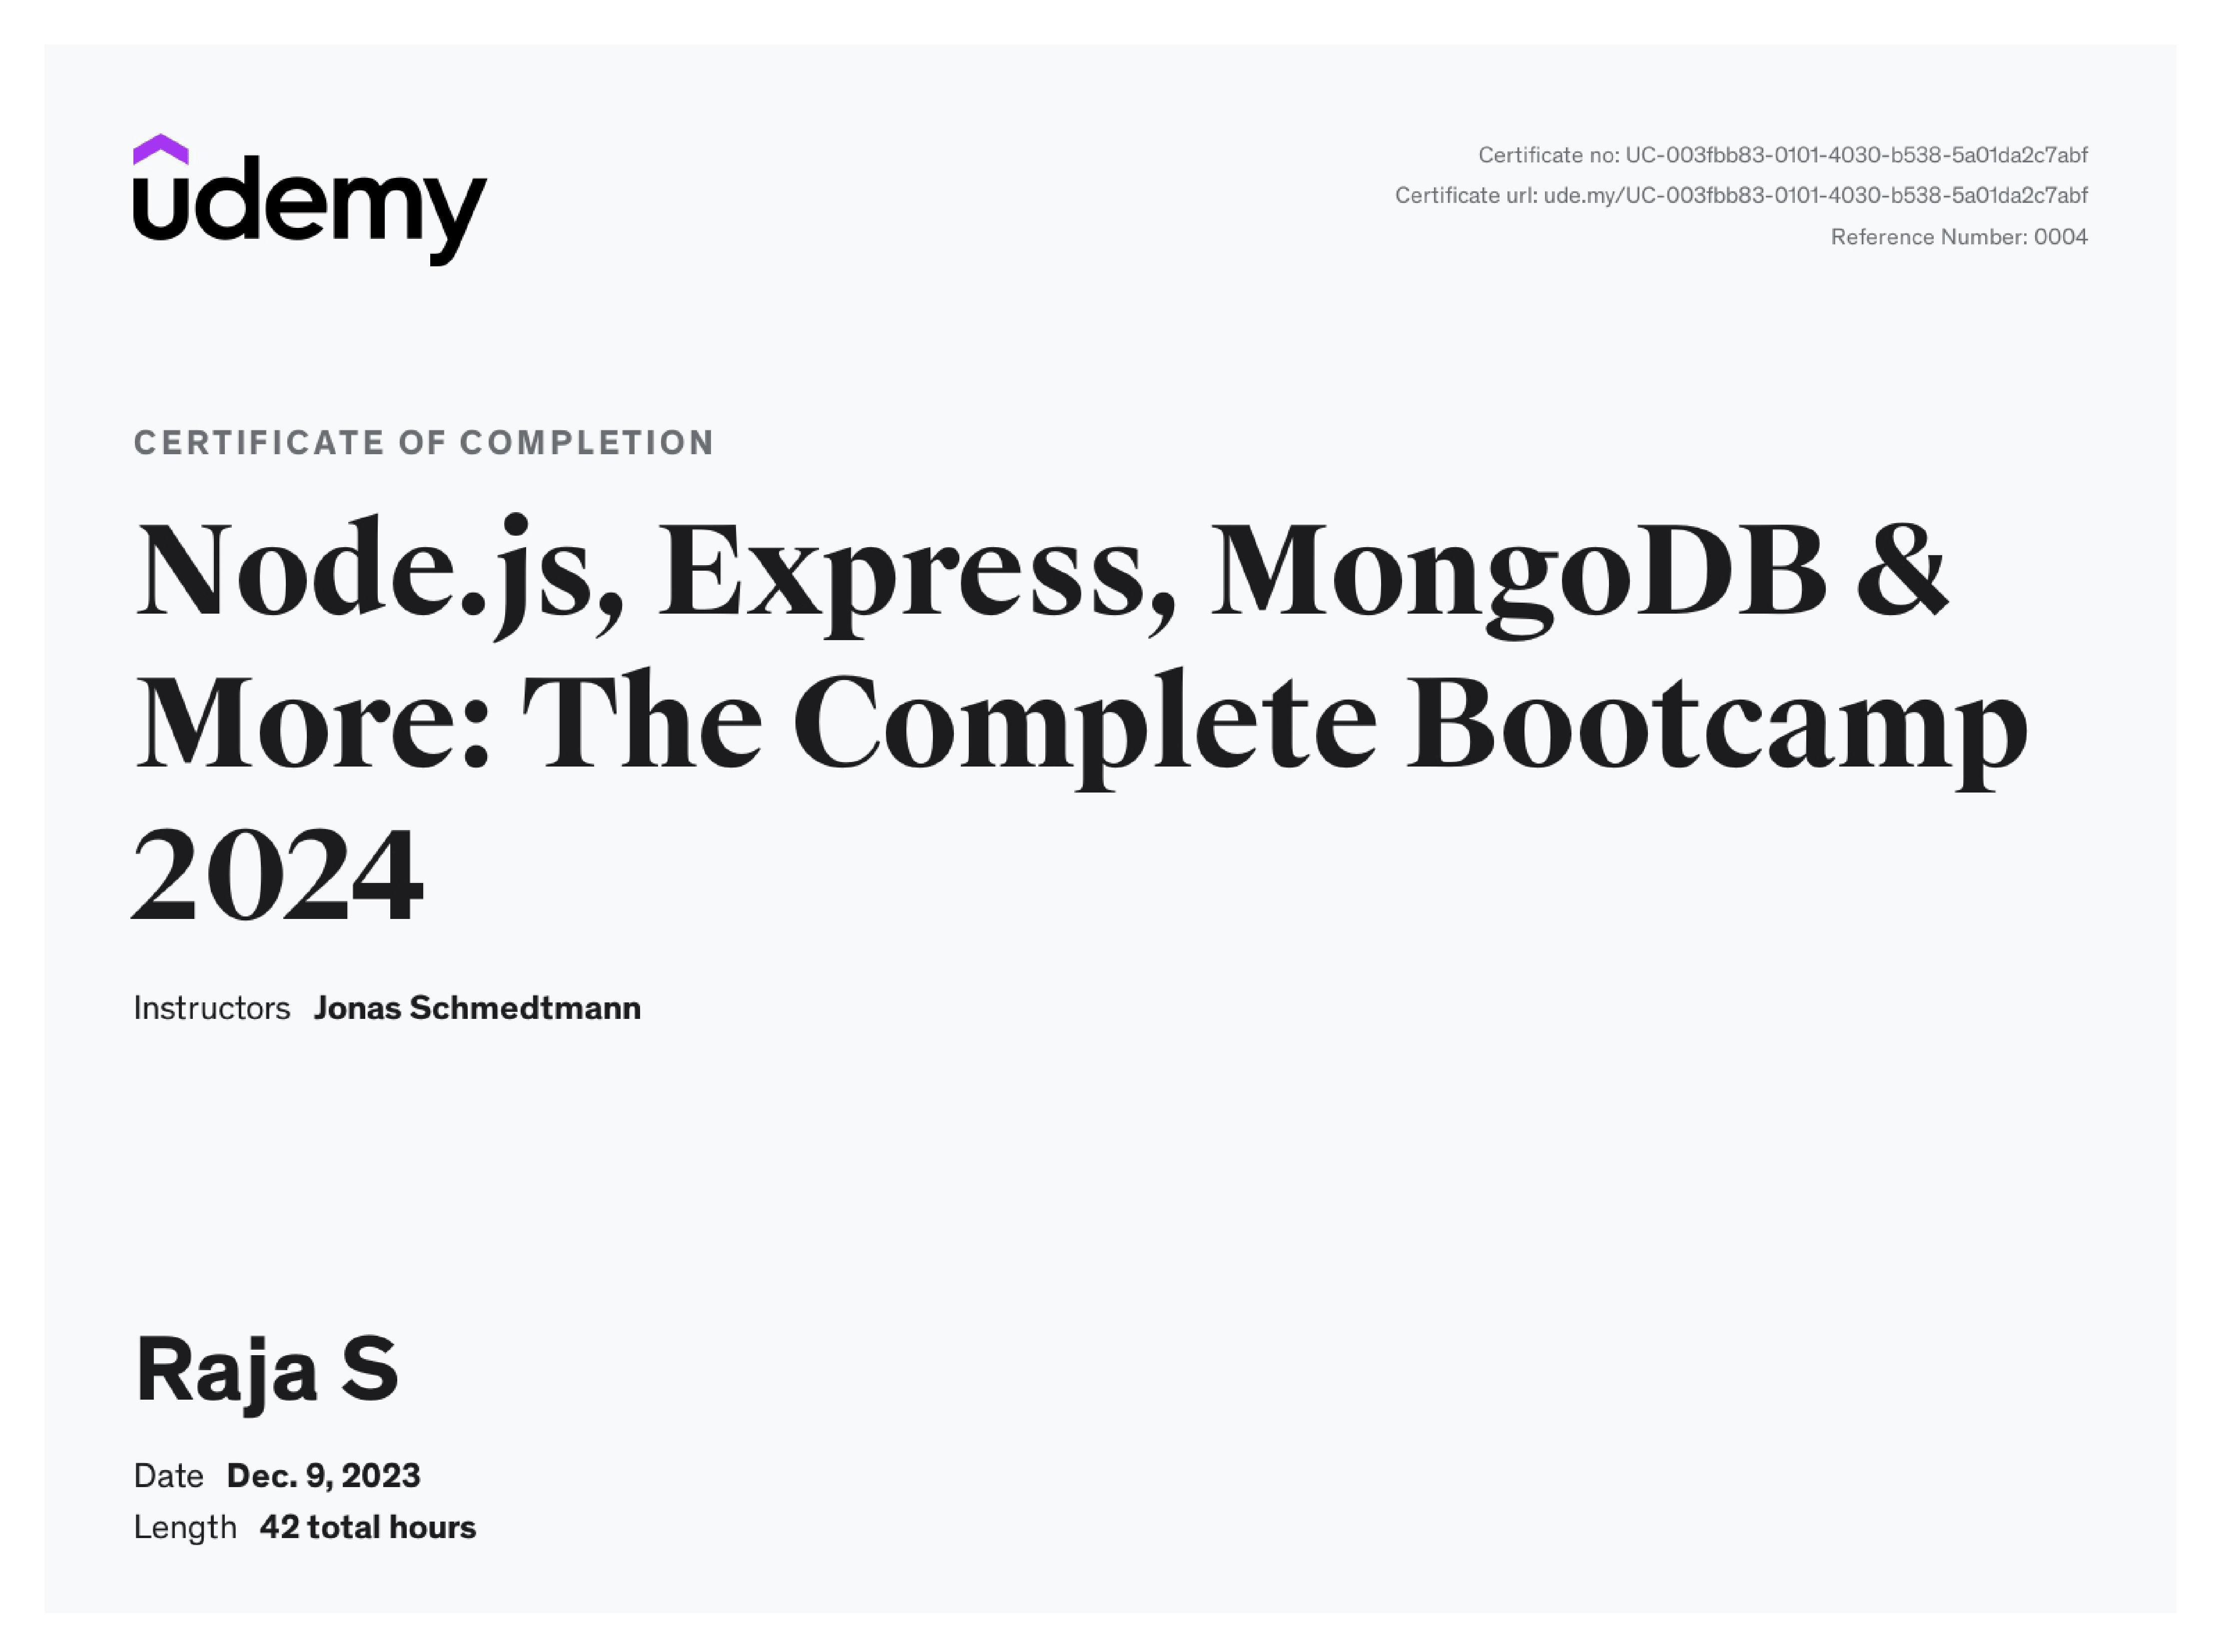 udemy
Certificate no: UC-003fbb83-0101-4030-b538-5a01da2c7abf
Certificate url: ude.my/UC-003fbb83-0101-4030-b538-5a01da2c7abf
Reference Number: 0004
CERTIFICATE OF COMPLETION
Node.js, Express, MongoDB &
More: The Complete Bootcamp
2024
Instructors Jonas Schmedtmann
Raja S
Date Dec. 9, 2023
Length 42 total hours